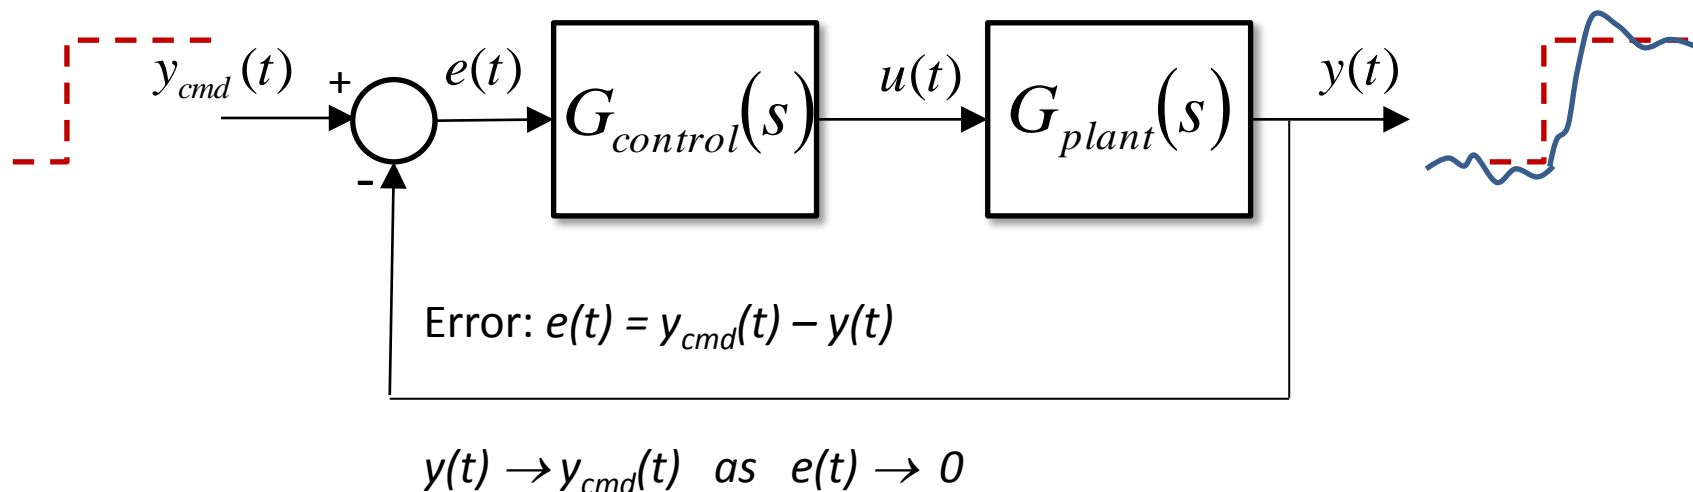 y_cmd(t)
+
-
e(t)
G_control(s)
u(t)
G_plant(s)
y(t)
Error: e(t) = y_cmd(t) – y(t)
y(t) → y_cmd(t) as e(t) → 0